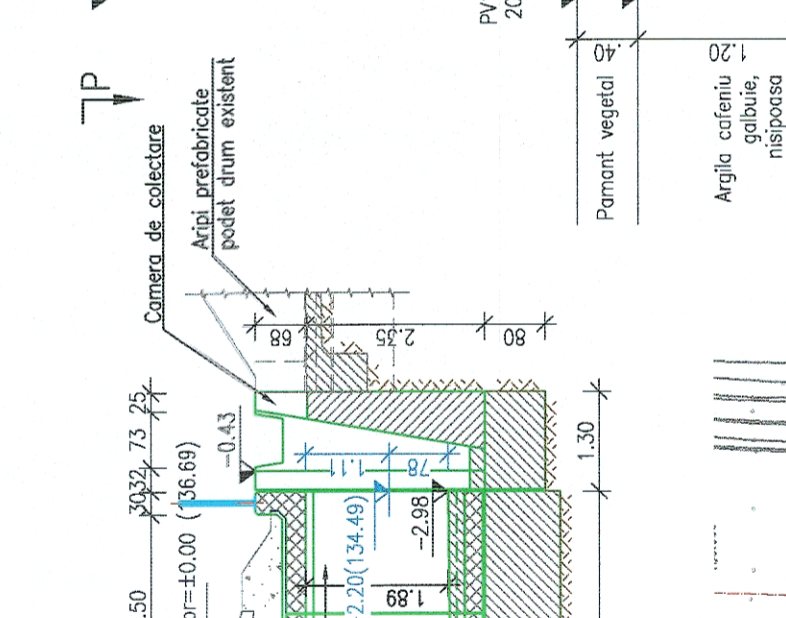 P
Camera de colectare
Aripi prefabricate
podet drum existent
Pamant vegetal
.40
1.20
Argila cafeniu
galbuie,
nisipoasa
68
2.35
80
25
73
32
30
.50
-0.43
1.11
78
1.30
or=±0.00 (136.69)
2.20(134.49)
-2.98
1.89
PV
20